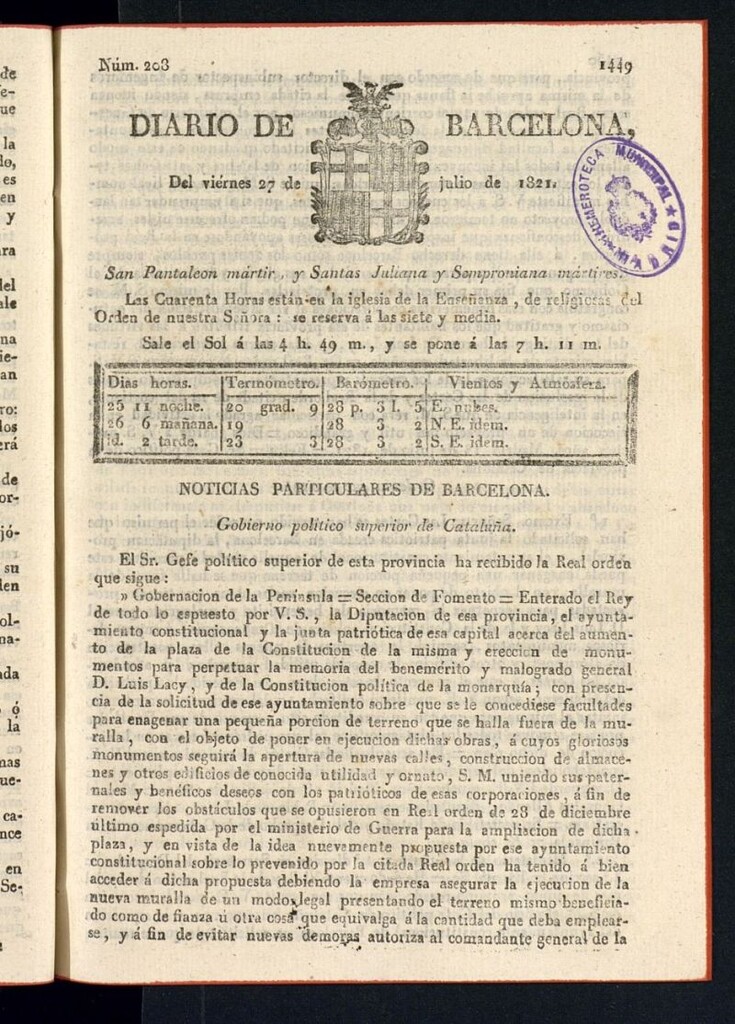 Núm. 208
1449
DIARIO DE BARCELONA,
Del viérnes 27 de julio de 1821.
HEMEROTECA MUNICIPAL
San Pantaleon mártir, y Santas Juliana y Semproniana mártires.
Las Cuarenta Horas están en la iglesia de la Enseñanza, de religiosas del
Orden de nuestra Señora: se reserva á las siete y media.
Sale el Sol á las 4 h. 49 m., y se pone á las 7 h. 11 m.
Dias horas. Termómetro. Barómetro. Vientos y Atmósfera.
25 11 noche. 20 grad. 9 28 p. 3 l. 5 E. nubes.
26 6 mañana. 19 28 3 2 N. E. idem.
id. 2 tarde. 23 3 28 3 2 S. E. idem.
NOTICIAS PARTICULARES DE BARCELONA.
Gobierno político superior de Cataluña.
El Sr. Gefe político superior de esta provincia ha recibido la Real orden
que sigue:
» Gobernacion de la Península = Seccion de Fomento = Enterado el Rey
de todo lo espuesto por V. S., la Diputacion de esa provincia, el ayunta-
miento constitucional y la junta patriótica de esa capital acerca del aumen-
to de la plaza de la Constitucion de la misma y ereccion de monu-
mentos para perpetuar la memoria del benemérito y malogrado general
D. Luis Lacy, y de la Constitucion política de la monarquía; con presen-
cia de la solicitud de ese ayuntamiento sobre que se le concediese facultades
para enagenar una pequeña porcion de terreno que se halla fuera de la mu-
ralla, con el objeto de poner en ejecucion dichas obras, á cuyos gloriosos
monumentos seguirá la apertura de nuevas calles, construccion de almace-
nes y otros edificios de conocida utilidad y ornato, S. M. uniendo sus pater-
nales y benéficos deseos con los patrióticos de esas corporaciones, á fin de
remover los obstáculos que se opusieron en Real orden de 28 de diciembre
último espedida por el ministerio de Guerra para la ampliacion de dicha
plaza, y en vista de la idea nuevamente propuesta por ese ayuntamiento
constitucional sobre lo prevenido por la citada Real orden ha tenido á bien
acceder á dicha propuesta debiendo la empresa asegurar la ejecucion de la
nueva muralla de un modo legal presentando el terreno mismo beneficia-
do como de fianza ú otra cosa que equivalga á la cantidad que deba emplear-
se, y á fin de evitar nuevas demoras autoriza al comandante general de la